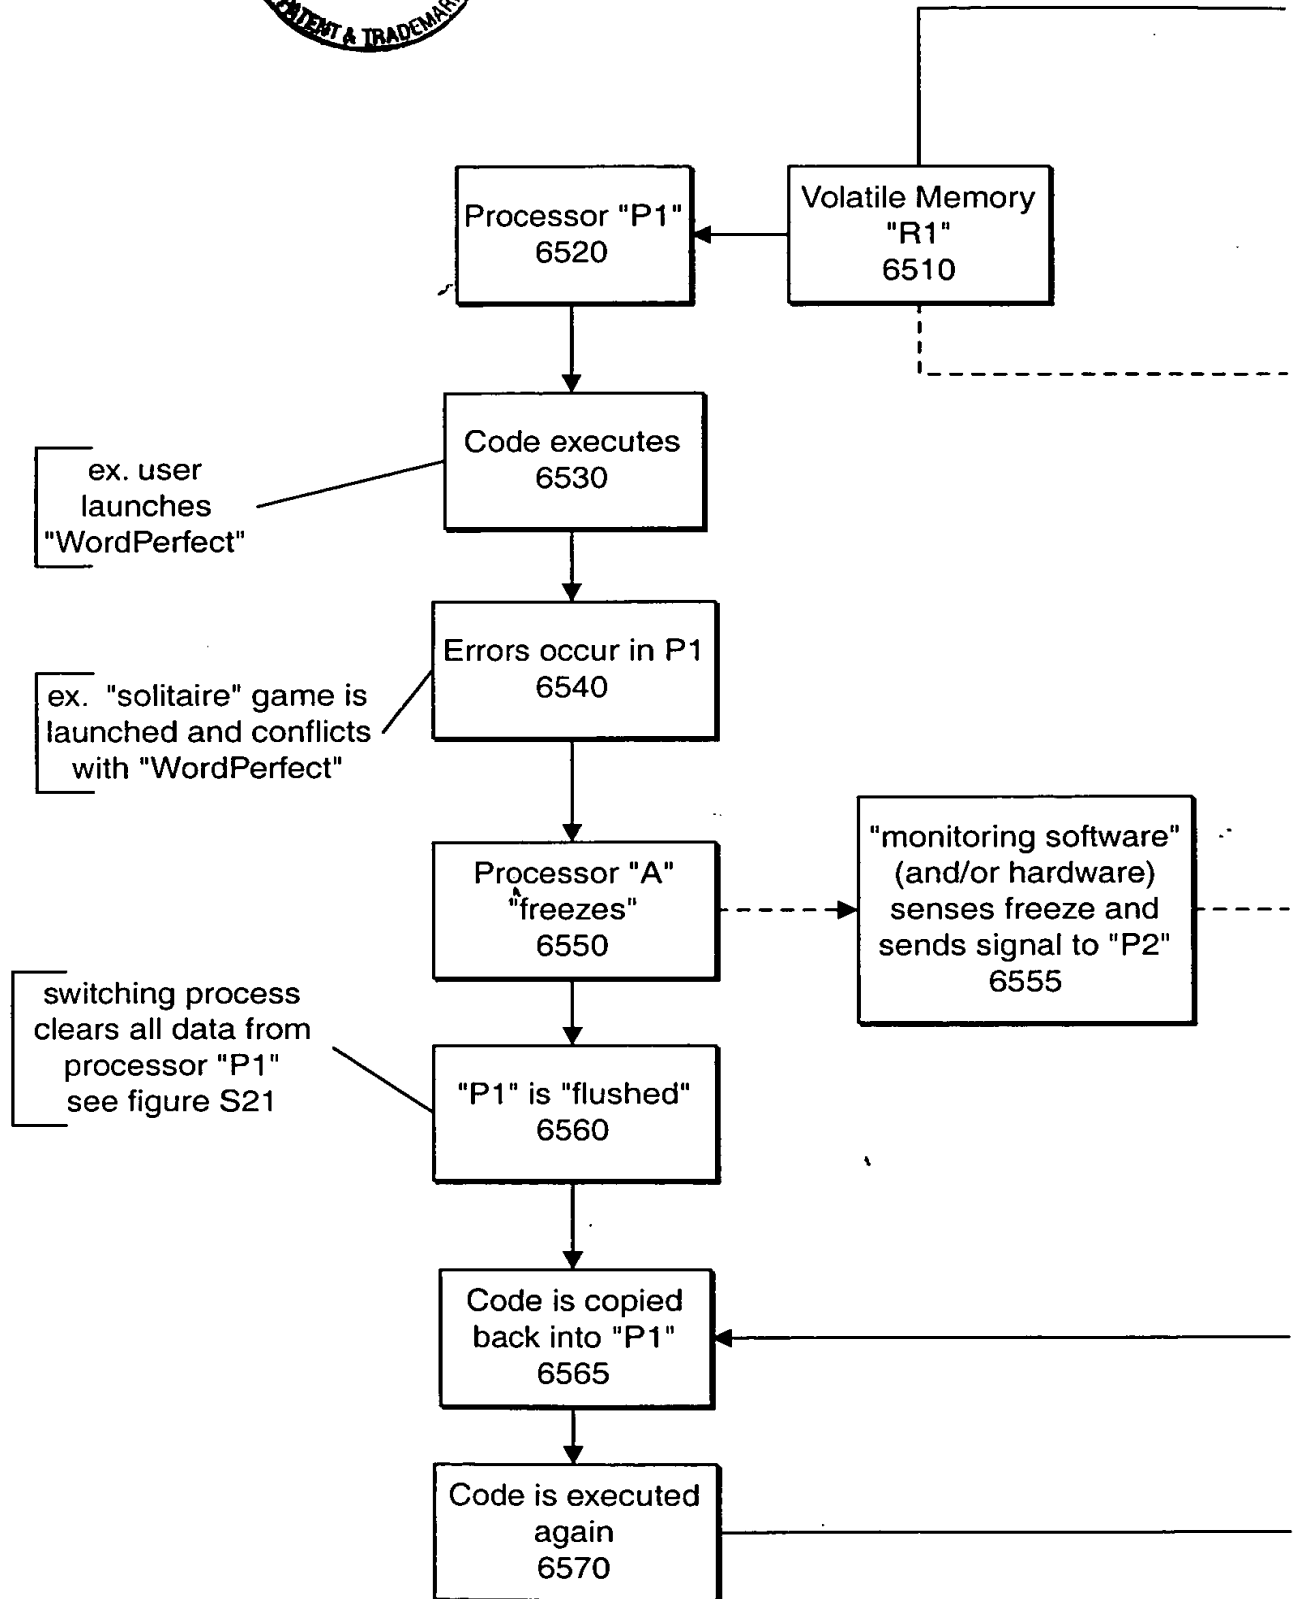 PATENT & TRADEMAR
Processor "P1"
6520
Volatile Memory
"R1"
6510
Code executes
6530
ex. user
launches
"WordPerfect"
Errors occur in P1
6540
ex. "solitaire" game is
launched and conflicts
with "WordPerfect"
Processor "A"
"freezes"
6550
"monitoring software"
(and/or hardware)
senses freeze and
sends signal to "P2"
6555
switching process
clears all data from
processor "P1"
see figure S21
"P1" is "flushed"
6560
Code is copied
back into "P1"
6565
Code is executed
again
6570